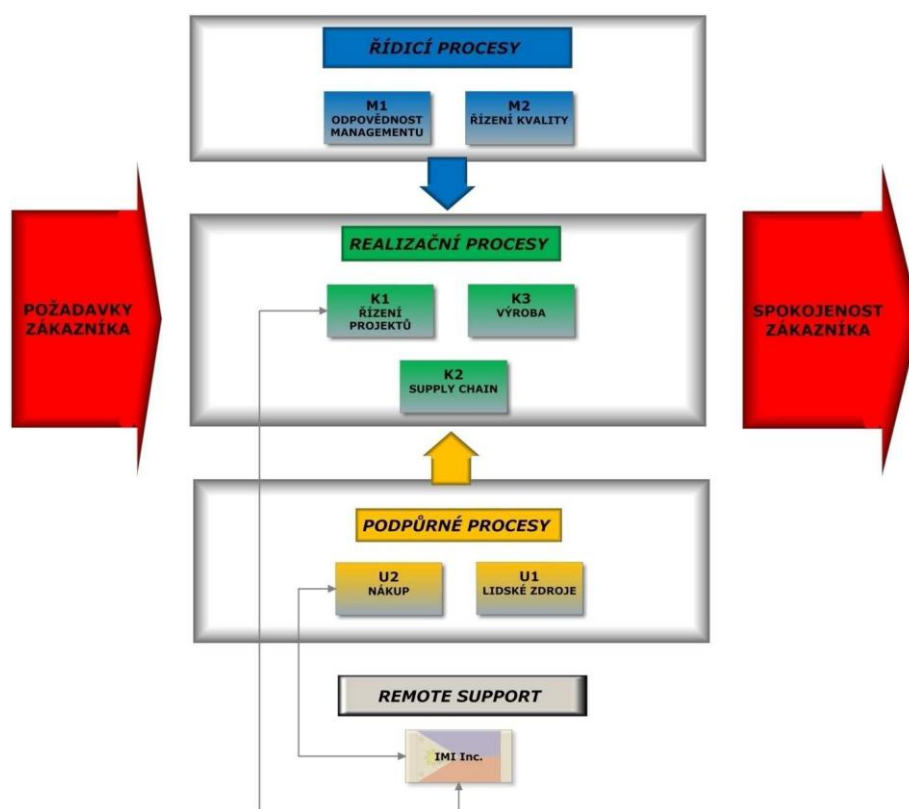 ŘÍDICÍ PROCESY
M1
ODPOVĚDNOST
MANAGEMENTU
M2
ŘÍZENÍ KVALITY
POŽADAVKY
ZÁKAZNÍKA
REALIZAČNÍ PROCESY
K1
ŘÍZENÍ
PROJEKTŮ
K3
VÝROBA
K2
SUPPLY CHAIN
SPOKOJENOST
ZÁKAZNÍKA
PODPŮRNÉ PROCESY
U2
NÁKUP
U1
LIDSKÉ ZDROJE
REMOTE SUPPORT
IMI Inc.